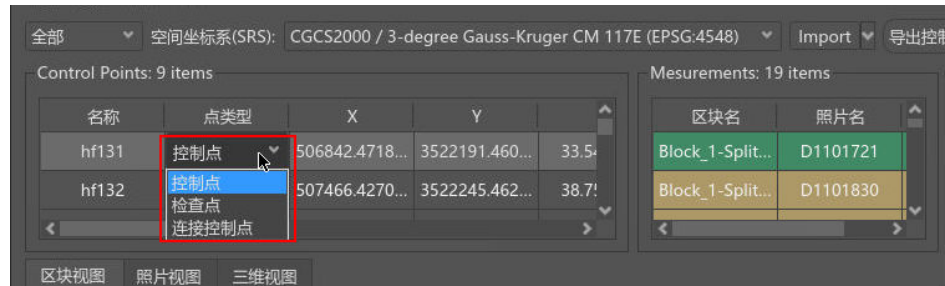 全部 空间坐标系(SRS): CGCS2000 / 3-degree Gauss-Kruger CM 117E (EPSG:4548) Import 导出控制
Control Points: 9 items Mesurements: 19 items
名称 点类型 X Y 区块名 照片名
hf131 控制点 506842.4718... 3522191.460... 33.54 Block_1-Split... D1101721
hf132 控制点 507466.4270... 3522245.462... 38.75 Block_1-Split... D1101830
检查点
连接控制点
区块视图 照片视图 三维视图